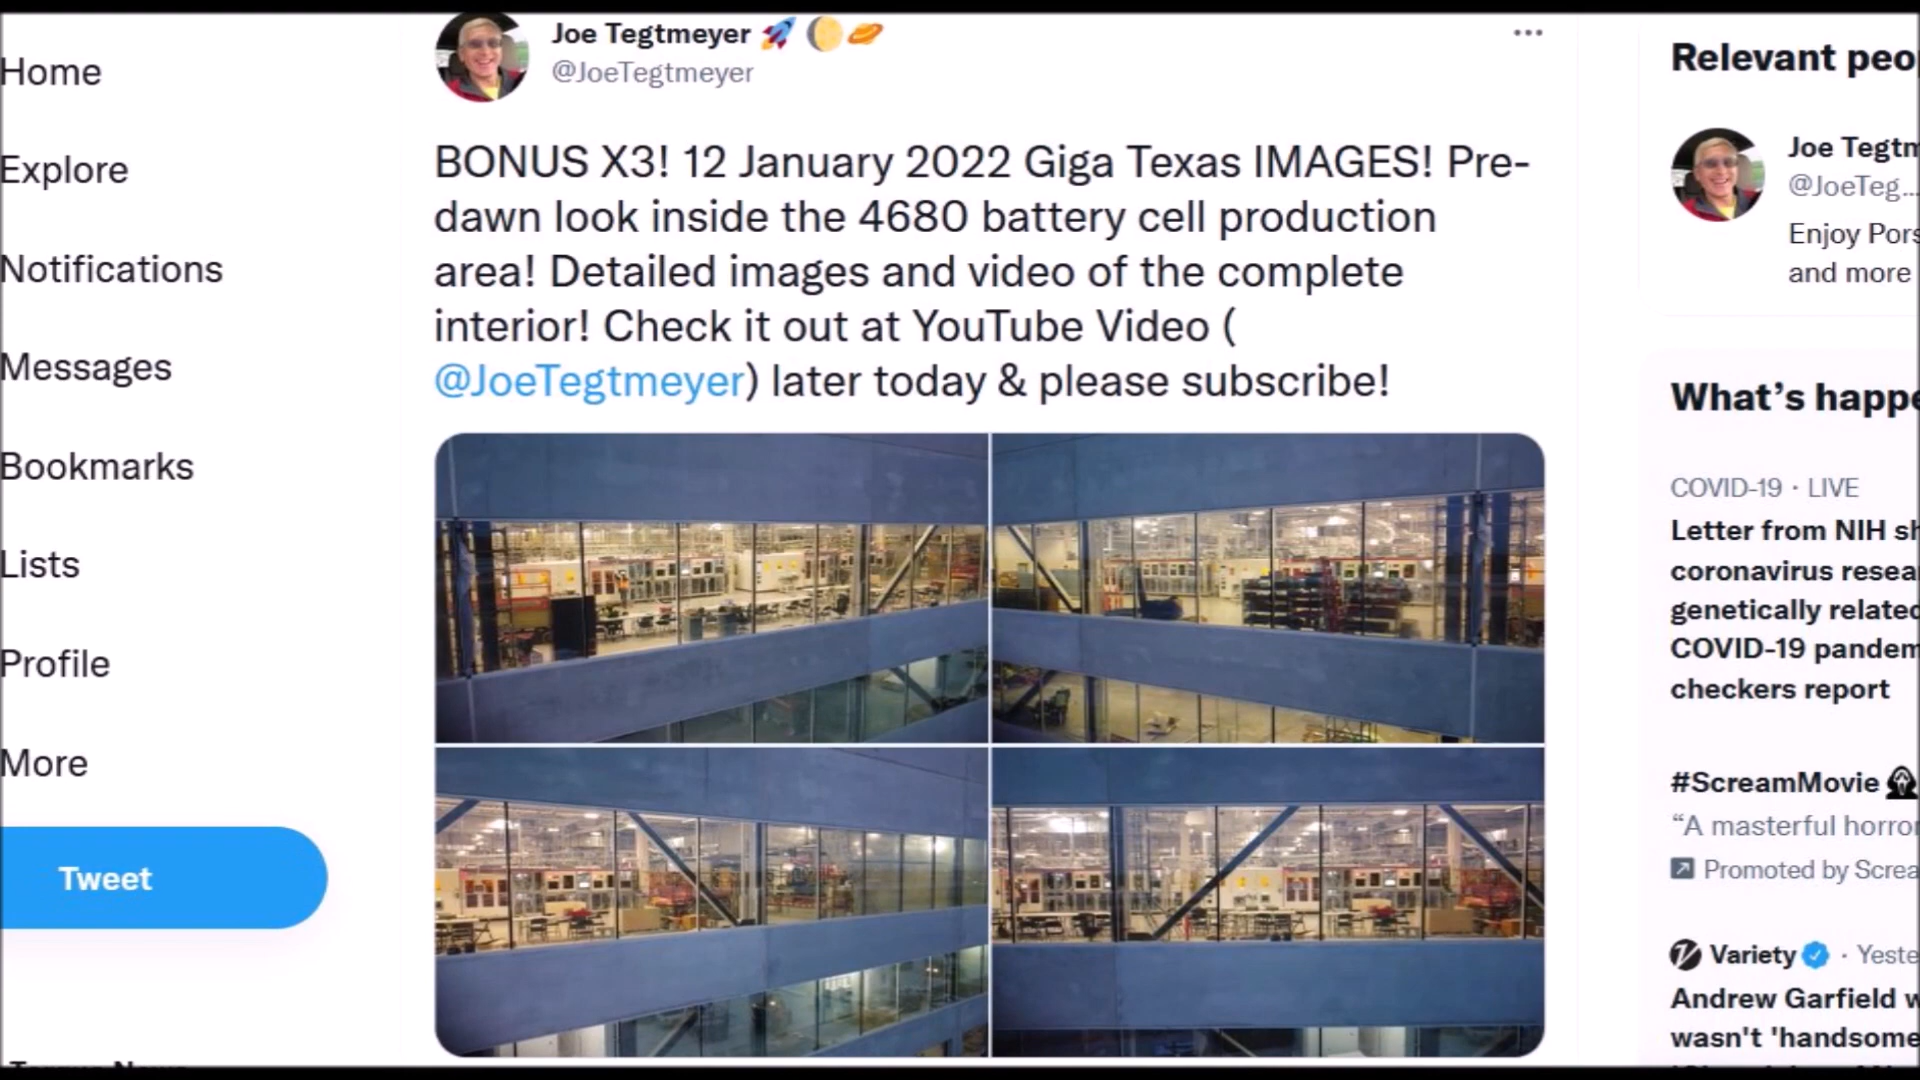 Home
Explore
Notifications
Messages
Bookmarks
Lists
Profile
More
Tweet
Joe Tegtmeyer 🚀 🌔 🪐
@JoeTegtmeyer
BONUS X3! 12 January 2022 Giga Texas IMAGES! Pre-
dawn look inside the 4680 battery cell production
area! Detailed images and video of the complete
interior! Check it out at YouTube Video (
@JoeTegtmeyer) later today & please subscribe!
Relevant peo
Joe Tegtm
@JoeTeg...
Enjoy Pors
and more
What's happe
COVID-19 · LIVE
Letter from NIH sh
coronavirus resea
genetically related
COVID-19 pandem
checkers report
#ScreamMovie
“A masterful horro
Promoted by Screa
Variety · Yeste
Andrew Garfield w
wasn't 'handsome